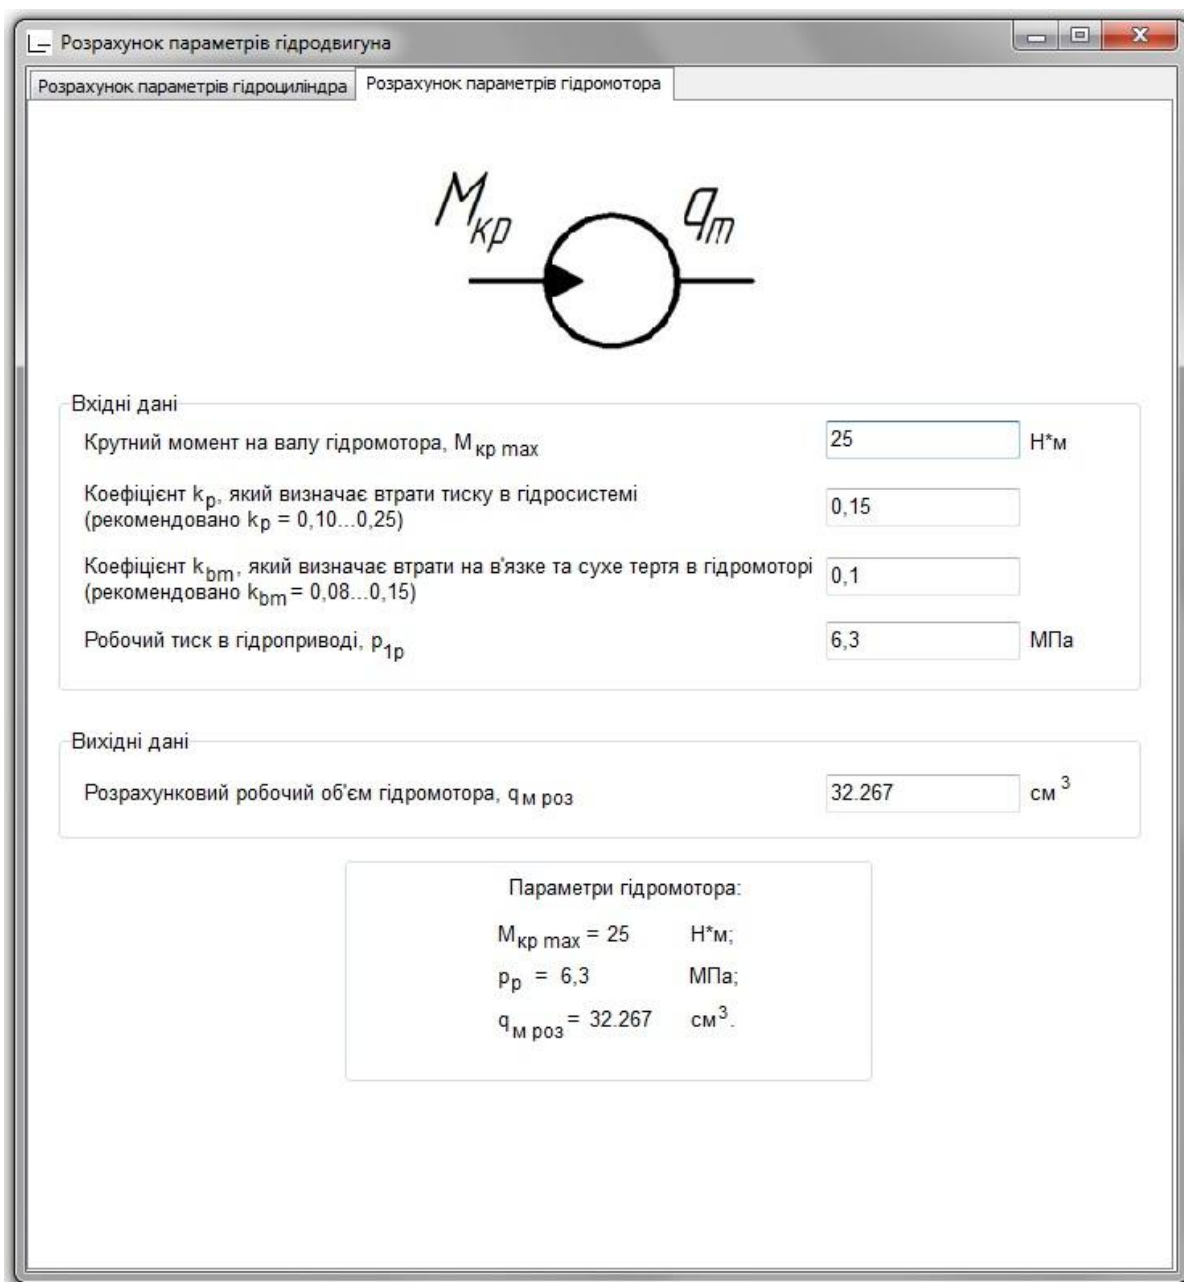 Розрахунок параметрів гідродвигуна
Розрахунок параметрів гідроциліндра
Розрахунок параметрів гідромотора
Mкр
qm
Вхідні дані
Крутний момент на валу гідромотора, Mкр max
25
Н*м
Коефіцієнт kp, який визначає втрати тиску в гідросистемі
(рекомендовано kp = 0,10...0,25)
0,15
Коефіцієнт kbm, який визначає втрати на в'язке та сухе тертя в гідромоторі
(рекомендовано kbm = 0,08...0,15)
0,1
Робочий тиск в гідроприводі, p1p
6,3
МПа
Вихідні дані
Розрахунковий робочий об'єм гідромотора, qм роз
32.267
см³
Параметри гідромотора:
Mкр max = 25 Н*м;
pp = 6,3 МПа;
qм роз = 32.267 см³.